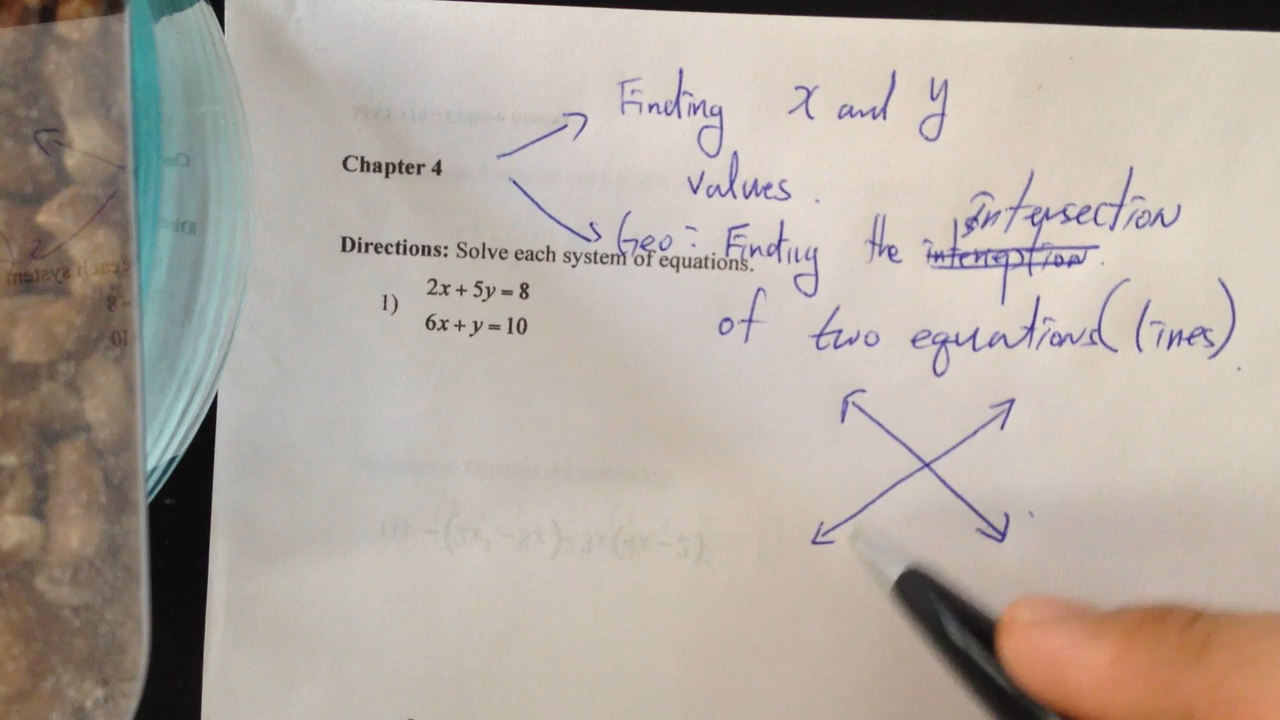 Finding x and y
values.
Chapter 4
intersection
Geo: Finding the interception.
Directions: Solve each system of equations.
of two equations (lines).
1) 2x + 5y = 8
6x + y = 10